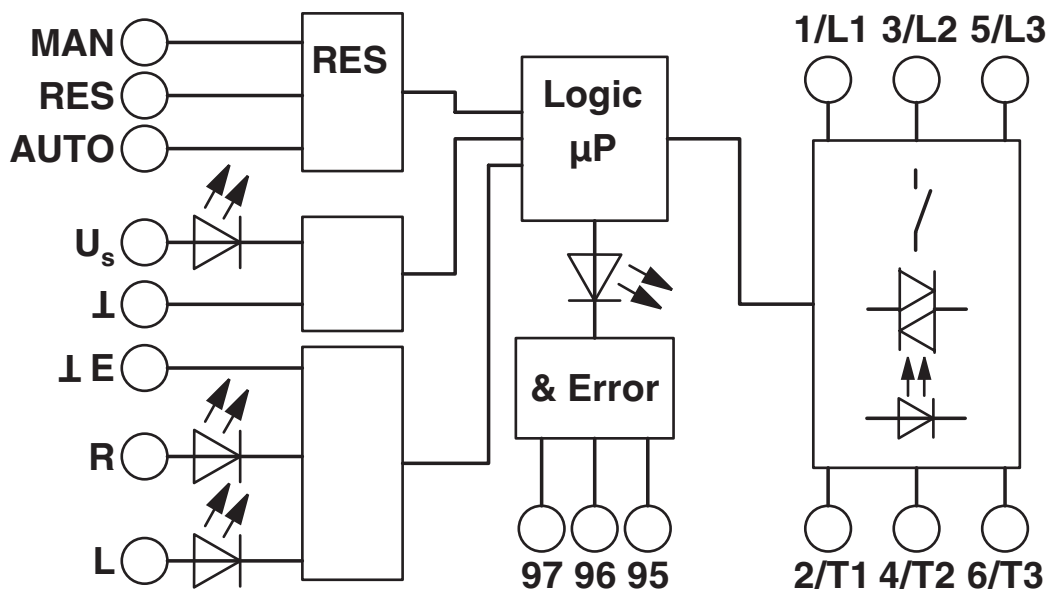 MAN
RES
AUTO
RES
Us
⊥
⊥ E
R
L
Logic
µP
& Error
97 96 95
1/L1 3/L2 5/L3
2/T1 4/T2 6/T3